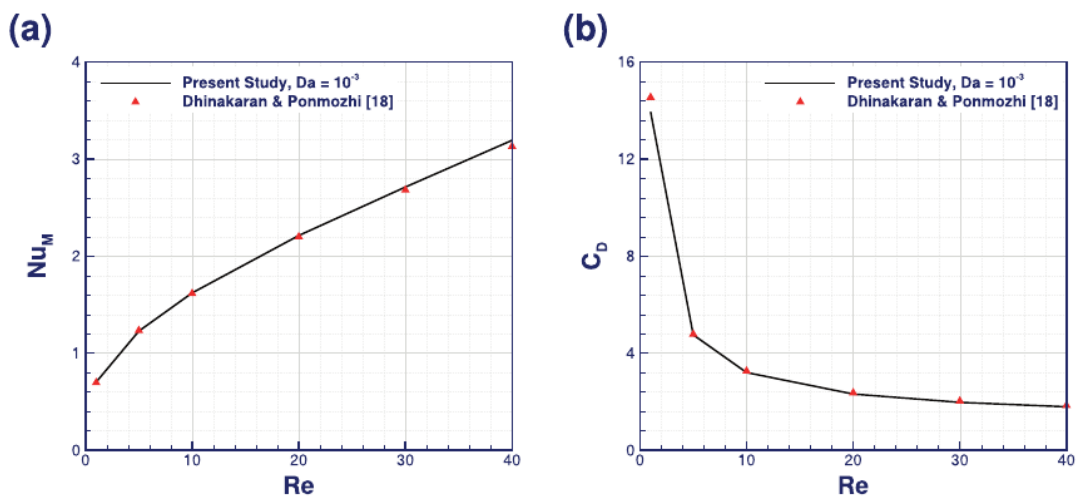 (a)
4
3
2
1
0
Nu_M
Present Study, Da = 10^-3
Dhinakaran & Ponmozhi [18]
0 10 20 30 40
Re
(b)
16
12
8
4
0
C_D
Present Study, Da = 10^-3
Dhinakaran & Ponmozhi [18]
0 10 20 30 40
Re